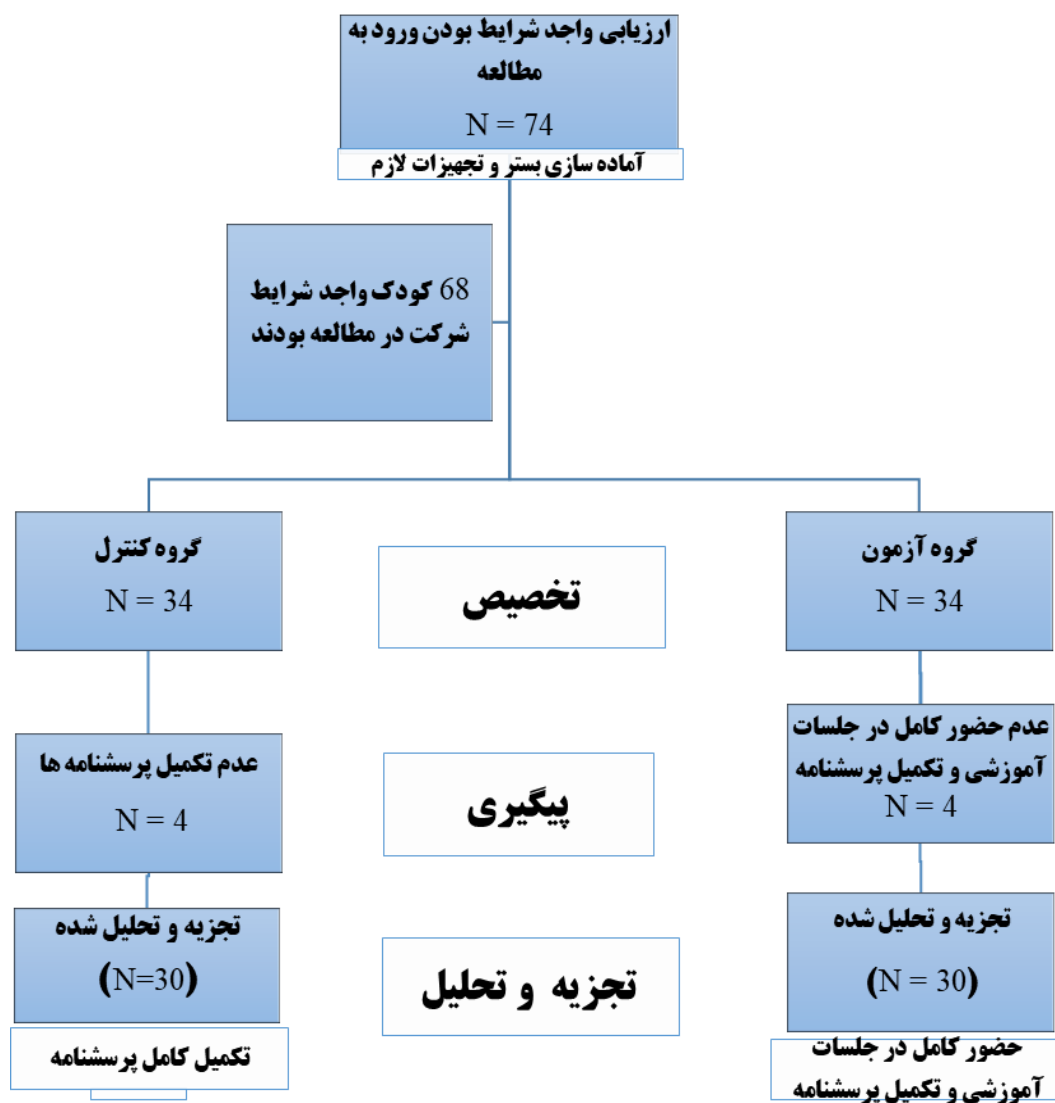 ارزیابی واجد شرایط بودن ورود به
مطالعه
N = 74
آماده سازی بستر و تجهیزات لازم
68 کودک واجد شرایط
شرکت در مطالعه بودند
گروه آزمون
N = 34
تخصیص
گروه کنترل
N = 34
عدم حضور کامل در جلسات
آموزشی و تکمیل پرسشنامه
N = 4
پیگیری
عدم تکمیل پرسشنامه ها
N = 4
تجزیه و تحلیل شده
(N = 30)
حضور کامل در جلسات
آموزشی و تکمیل پرسشنامه
تجزیه و تحلیل
تجزیه و تحلیل شده
(N=30)
تکمیل کامل پرسشنامه